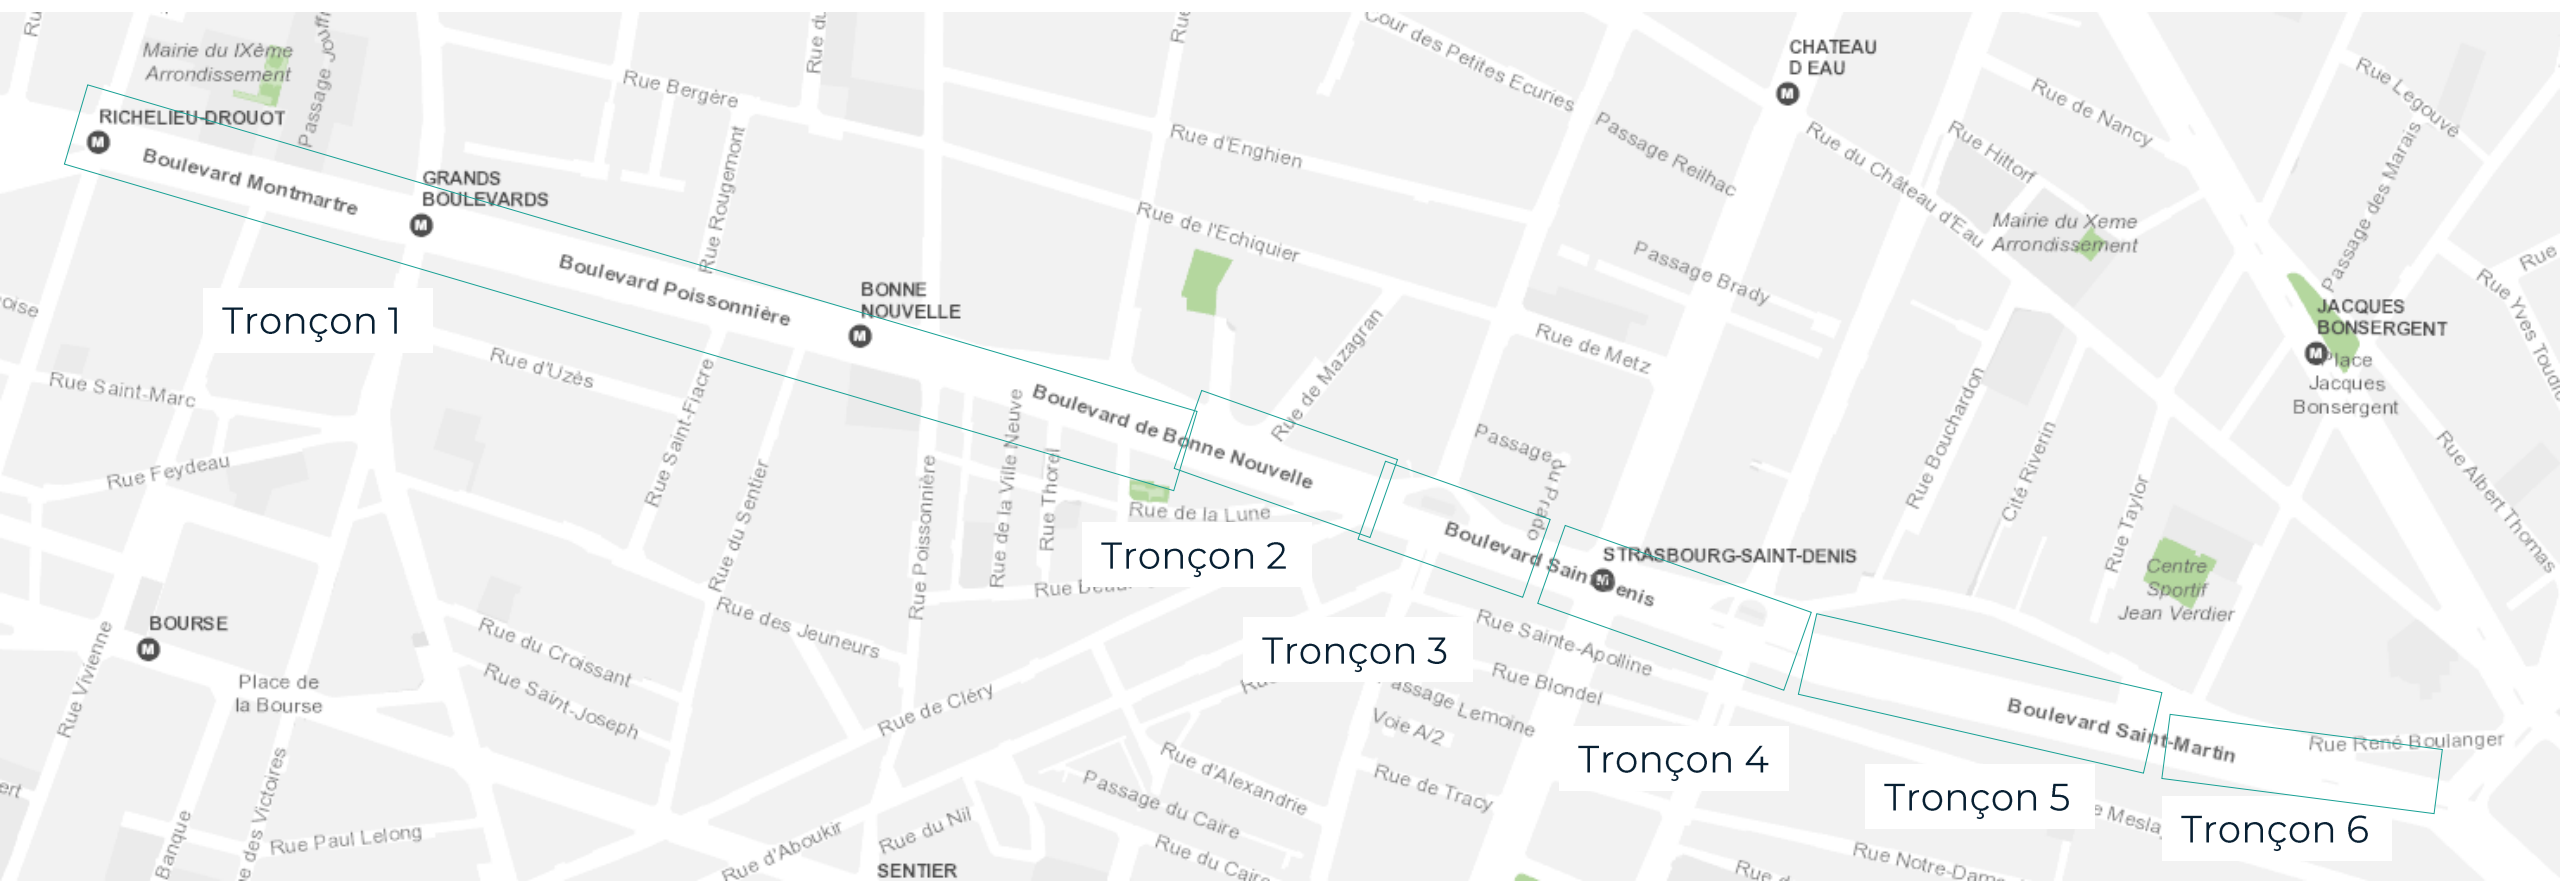 Mairie du IXème
Arrondissement
RICHELIEU-DROUOT
M
Boulevard Montmartre
GRANDS
BOULEVARDS
M
Rue Bergère
Rue du
Rue Rougemont
Boulevard Poissonnière
BONNE
NOUVELLE
M
Rue
Cour des Petites Ecuries
Rue d'Enghien
Rue de l'Echiquier
Passage Reilhac
Passage Brady
Rue de Metz
Rue de Mazagran
CHATEAU
D EAU
M
Rue du Château d'Eau
Rue Hittorf
Rue de Nancy
Rue Legouvé
Passage des Marais
Mairie du Xeme
Arrondissement
Rue
Rue Yves Toudic
JACQUES
BONSERGENT
M
Place
Jacques
Bonsergent
Rue Albert Thomas
Tronçon 1
Rue Saint-Marc
Rue d'Uzès
Rue Feydeau
Rue Saint-Fiacre
Rue du Sentier
Rue Poissonnière
Rue de la Ville Neuve
Rue Thorel
Boulevard de Bonne Nouvelle
Rue de la Lune
Tronçon 2
Passage du Prado
Boulevard Saint-Denis
STRASBOURG-SAINT-DENIS
M
Rue Bouchardon
Cité Riverin
Rue Taylor
Centre
Sportif
Jean Verdier
BOURSE
M
Place de
la Bourse
Rue Vivienne
Rue du Croissant
Rue Saint-Joseph
Rue des Jeuneurs
Rue de Cléry
Tronçon 3
Rue Sainte-Apolline
Rue Blondel
Passage Lemoine
Voie A/2
Rue de Tracy
Tronçon 4
Boulevard Saint-Martin
Rue René Boulanger
Tronçon 5
Tronçon 6
Rue Paul Lelong
Banque
Rue d'Aboukir
Rue du Nil
SENTIER
Rue d'Alexandrie
Passage du Caire
Rue du Caire